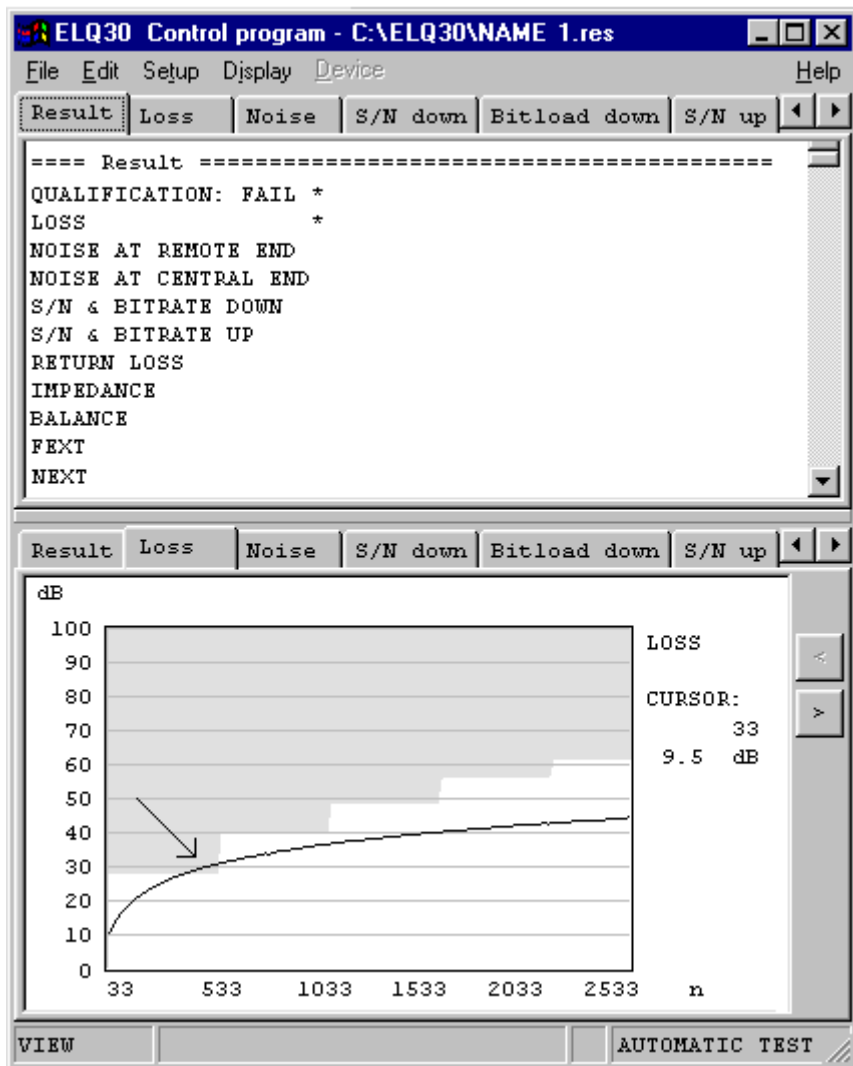 ELQ30 Control program - C:\ELQ30\NAME 1.res
File Edit Setup Display Device Help
Result Loss Noise S/N down Bitload down S/N up
==== Result =========================================
QUALIFICATION: FAIL *
LOSS *
NOISE AT REMOTE END
NOISE AT CENTRAL END
S/N & BITRATE DOWN
S/N & BITRATE UP
RETURN LOSS
IMPEDANCE
BALANCE
FEXT
NEXT
Result Loss Noise S/N down Bitload down S/N up
dB
100
90
80
70
60
50
40
30
20
10
0
33 533 1033 1533 2033 2533 n
LOSS
CURSOR:
33
9.5 dB
<
>
VIEW AUTOMATIC TEST